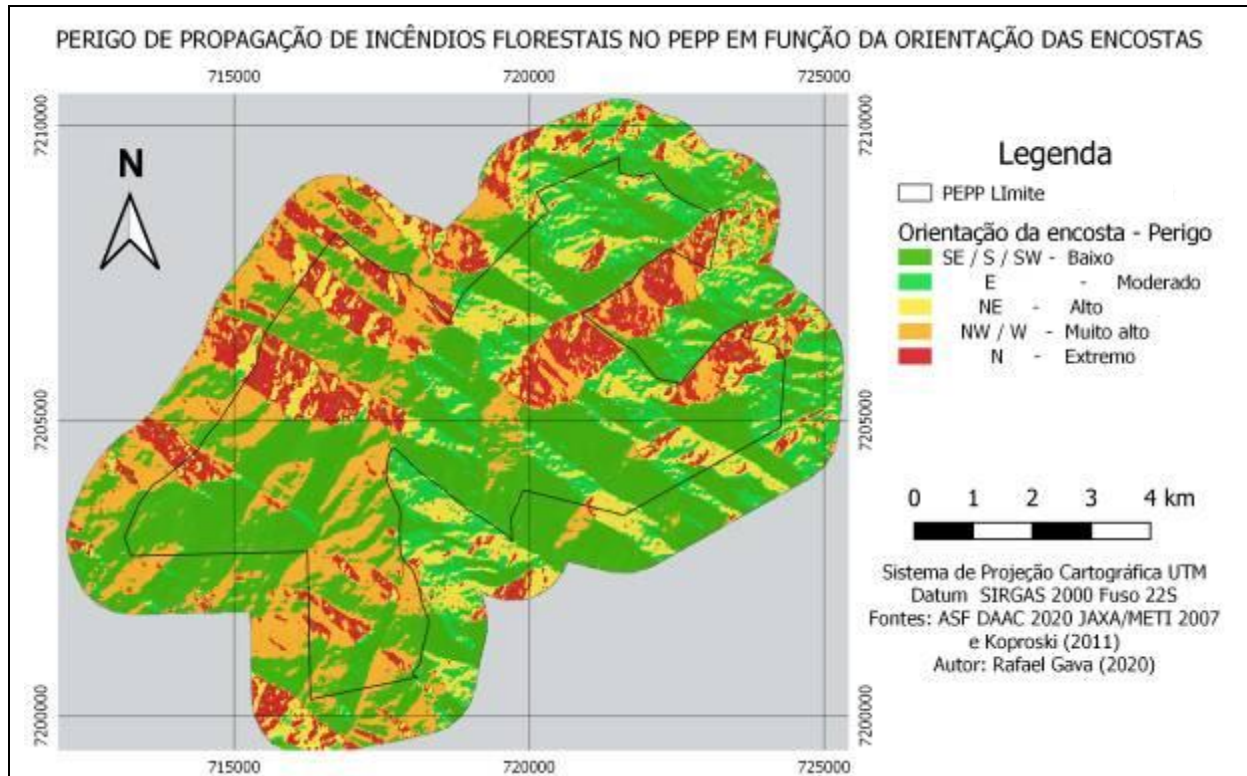 PERIGO DE PROPAGAÇÃO DE INCÊNDIOS FLORESTAIS NO PEPP EM FUNÇÃO DA ORIENTAÇÃO DAS ENCOSTAS
715000 720000 725000
7210000 7210000
N
Legenda
PEPP LImite
Orientação da encosta - Perigo
SE / S / SW - Baixo
E - Moderado
NE - Alto
NW / W - Muito alto
N - Extremo
7205000 7205000
0 1 2 3 4 km
Sistema de Projeção Cartográfica UTM
Datum SIRGAS 2000 Fuso 22S
Fontes: ASF DAAC 2020 JAXA/METI 2007
e Koproski (2011)
Autor: Rafael Gava (2020)
7200000 7200000
715000 720000 725000